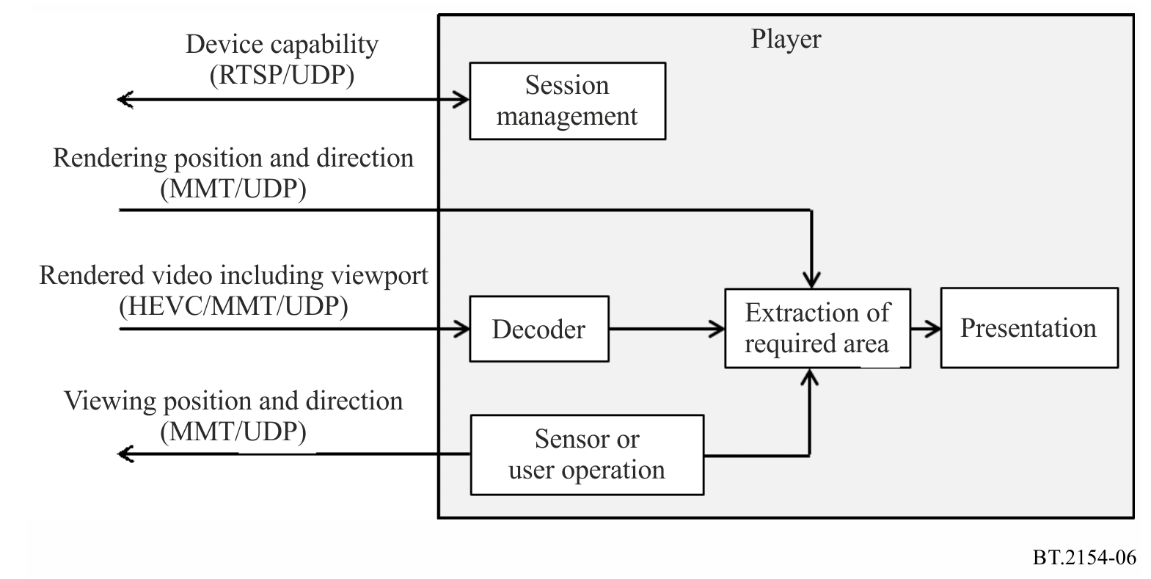 Player
Device capability
(RTSP/UDP)
Session
management
Rendering position and direction
(MMT/UDP)
Rendered video including viewport
(HEVC/MMT/UDP)
Decoder
Extraction of
required area
Presentation
Viewing position and direction
(MMT/UDP)
Sensor or
user operation
BT.2154-06